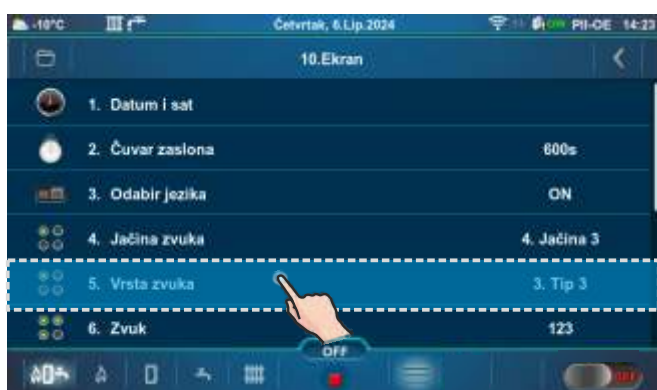 -10°C Četvrtak, 6.Lip.2024 PII-OE 14:23
10.Ekran
1. Datum i sat
2. Čuvar zaslona 600s
3. Odabir jezika ON
4. Jačina zvuka 4. Jačina 3
5. Vrsta zvuka 3. Tip 3
6. Zvuk 123
OFF
OFF